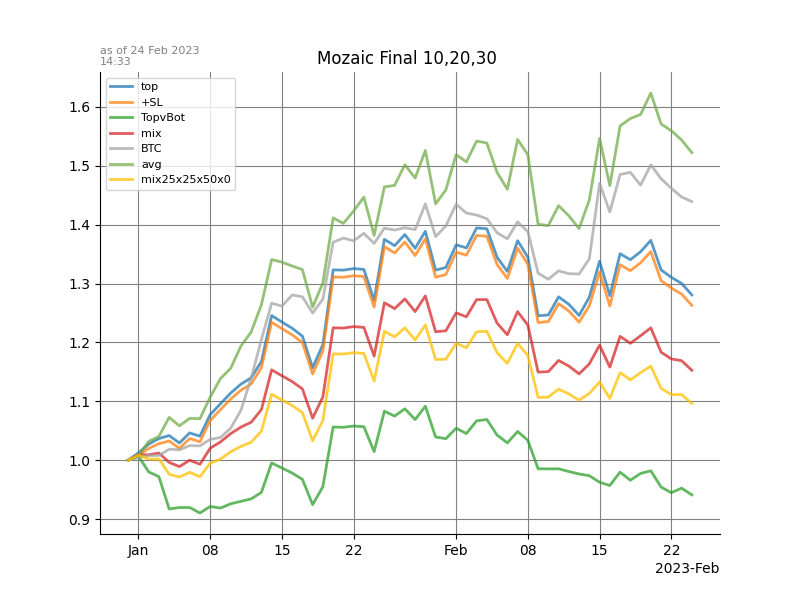 as of 24 Feb 2023
14:33
Mozaic Final 10,20,30
top
+SL
TopvBot
mix
BTC
avg
mix25x25x50x0
1.6
1.5
1.4
1.3
1.2
1.1
1.0
0.9
Jan 08 15 22 Feb 08 15 22
2023-Feb